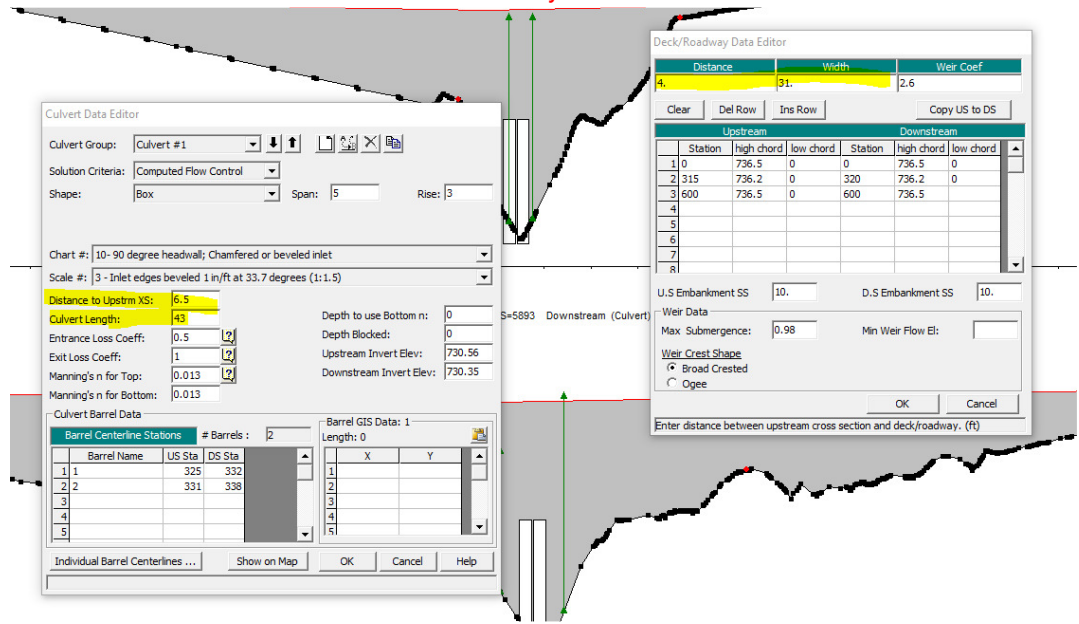 Deck/Roadway Data Editor
Distance Width Weir Coef
4. 31. 2.6
Clear Del Row Ins Row Copy US to DS
Upstream Downstream
Station high chord low chord Station high chord low chord
1 0 736.5 0 0 736.5 0
2 315 736.2 0 320 736.2 0
3 600 736.5 0 600 736.5
4
5
6
7
8
U.S Embankment SS 10. D.S Embankment SS 10.
Weir Data
Max Submergence: 0.98 Min Weir Flow El:
Weir Crest Shape
Broad Crested
Ogee
OK Cancel
Enter distance between upstream cross section and deck/roadway. (ft)
Culvert Data Editor
Culvert Group: Culvert #1
Solution Criteria: Computed Flow Control
Shape: Box Span: 5 Rise: 3
Chart #: 10- 90 degree headwall; Chamfered or beveled inlet
Scale #: 3 - Inlet edges beveled 1 in/ft at 33.7 degrees (1:1.5)
Distance to Upstrm XS: 6.5
Culvert Length: 43 Depth to use Bottom n: 0
Entrance Loss Coeff: 0.5 ? Depth Blocked: 0
Exit Loss Coeff: 1 ? Upstream Invert Elev: 730.56
Manning's n for Top: 0.013 ? Downstream Invert Elev: 730.35
Manning's n for Bottom: 0.013
Culvert Barrel Data
Barrel Centerline Stations # Barrels : 2
Barrel Name US Sta DS Sta
1 1 325 332
2 2 331 338
3
4
5
Barrel GIS Data: 1
Length: 0
X Y
1
2
3
4
5
Individual Barrel Centerlines ... Show on Map OK Cancel Help
S=5893 Downstream (Culvert)